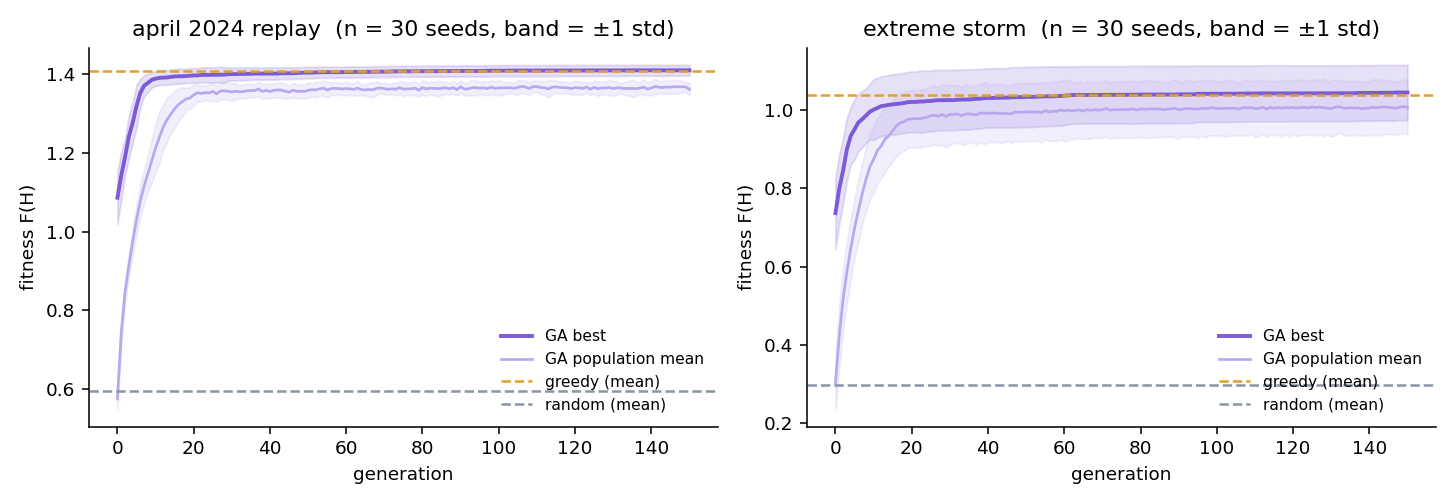 april 2024 replay  (n = 30 seeds, band = ±1 std)
fitness F(H)
1.4
1.2
1.0
0.8
0.6
GA best
GA population mean
greedy (mean)
random (mean)
0 20 40 60 80 100 120 140
generation
extreme storm  (n = 30 seeds, band = ±1 std)
fitness F(H)
1.0
0.8
0.6
0.4
0.2
GA best
GA population mean
greedy (mean)
random (mean)
0 20 40 60 80 100 120 140
generation